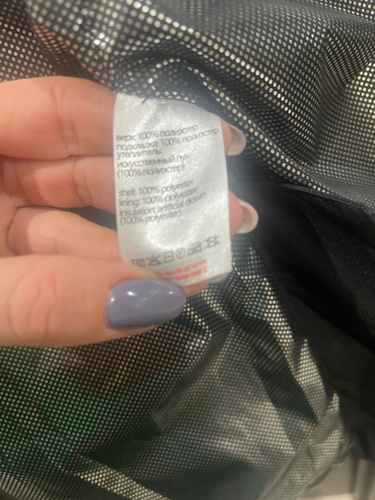 верх: 100% полиэстер
подкладка: 100% полиэстер
утеплитель:
искусственный пух
(100% полиэстер)
shell: 100% polyester
lining: 100% polyester
insulation: artificial down
(100% polyester)